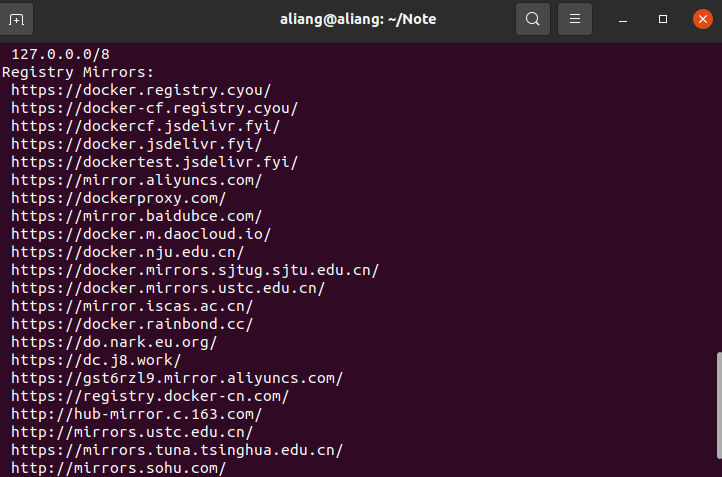 aliang@aliang: ~/Note
127.0.0.0/8
Registry Mirrors:
https://docker.registry.cyou/
https://docker-cf.registry.cyou/
https://dockercf.jsdelivr.fyi/
https://docker.jsdelivr.fyi/
https://dockertest.jsdelivr.fyi/
https://mirror.aliyuncs.com/
https://dockerproxy.com/
https://mirror.baidubce.com/
https://docker.m.daocloud.io/
https://docker.nju.edu.cn/
https://docker.mirrors.sjtug.sjtu.edu.cn/
https://docker.mirrors.ustc.edu.cn/
https://mirror.iscas.ac.cn/
https://docker.rainbond.cc/
https://do.nark.eu.org/
https://dc.j8.work/
https://gst6rzl9.mirror.aliyuncs.com/
https://registry.docker-cn.com/
http://hub-mirror.c.163.com/
http://mirrors.ustc.edu.cn/
https://mirrors.tuna.tsinghua.edu.cn/
http://mirrors.sohu.com/